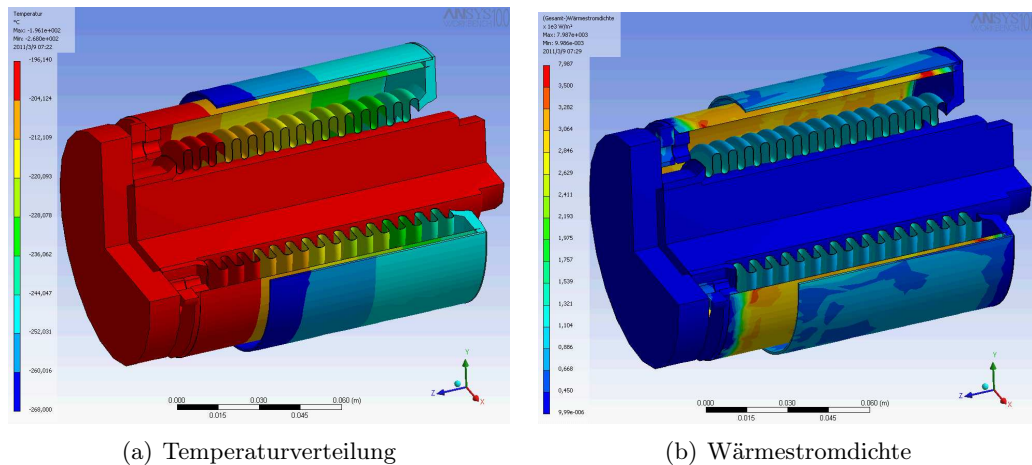 Temperatur
°C
Max: -1.961e+002
Min: -2.680e+002
2011/3/9 07:22
-196,140
-204,124
-212,109
-220,093
-228,078
-236,062
-244,047
-252,031
-260,016
-268,000
0.000
0.030
0.060 (m)
0.015
0.045
Y
Z
X
ANSYS
(a) Temperaturverteilung
(Gesamt-)Wärmestromdichte
x 1e3 W/m²
Max: 7.987e+003
Min: 9.986e-003
2011/3/9 07:29
7,987
3,500
3,282
3,064
2,846
2,629
2,411
2,193
1,975
1,757
1,539
1,321
1,104
0,886
0,668
0,450
9,99e-006
0.000
0.030
0.060 (m)
0.015
0.045
Y
Z
X
ANSYS
(b) Wärmestromdichte